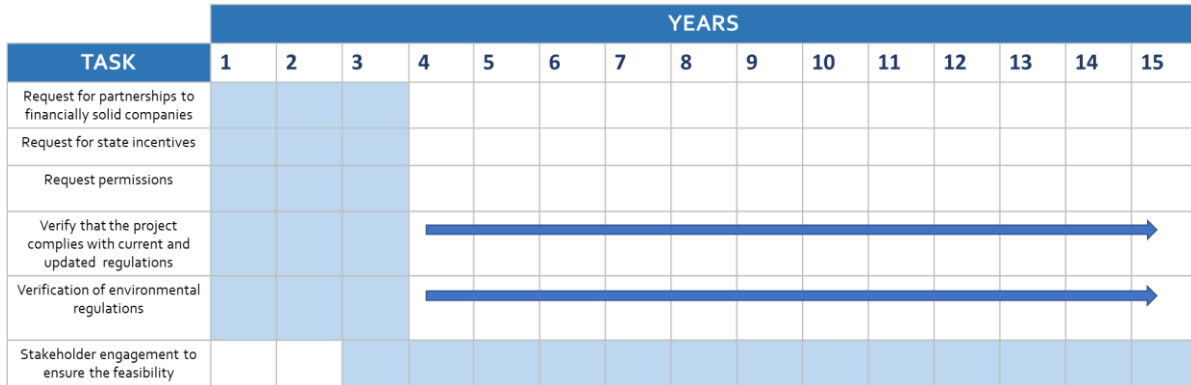 YEARS
TASK 1 2 3 4 5 6 7 8 9 10 11 12 13 14 15
Request for partnerships to
financially solid companies
Request for state incentives
Request permissions
Verify that the project
complies with current and
updated regulations
Verification of environmental
regulations
Stakeholder engagement to
ensure the feasibility